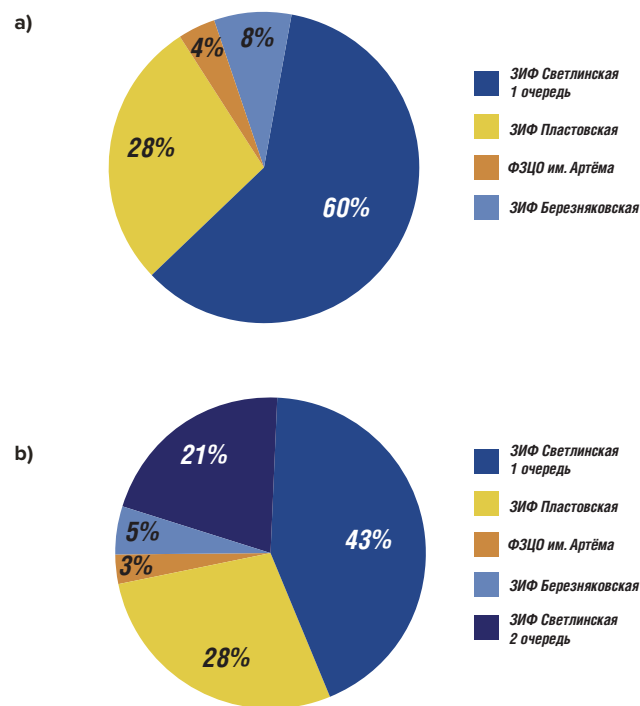 a)
8%
4%
28%
60%
ЗИФ Светлинская
1 очередь
ЗИФ Пластовская
ФЗЦО им. Артёма
ЗИФ Березняковская
b)
21%
5%
3%
43%
28%
ЗИФ Светлинская
1 очередь
ЗИФ Пластовская
ФЗЦО им. Артёма
ЗИФ Березняковская
ЗИФ Светлинская
2 очередь